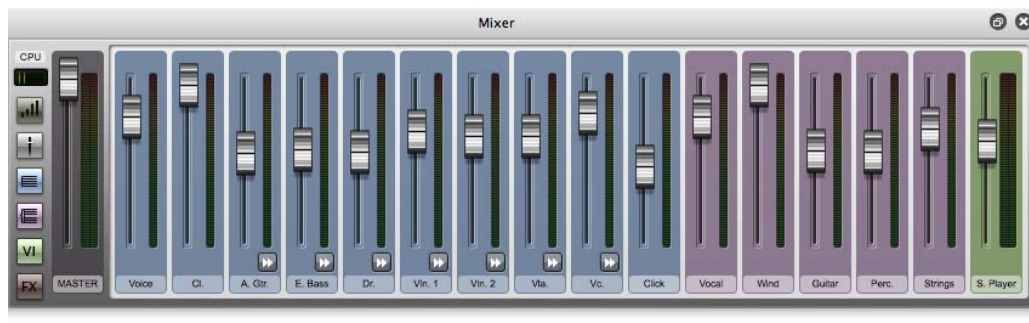 Mixer
CPU
VI
FX
MASTER
Voice
Cl.
A. Gtr.
E. Bass
Dr.
Vln. 1
Vln. 2
Vla.
Vc.
Click
Vocal
Wind
Guitar
Perc.
Strings
S. Player